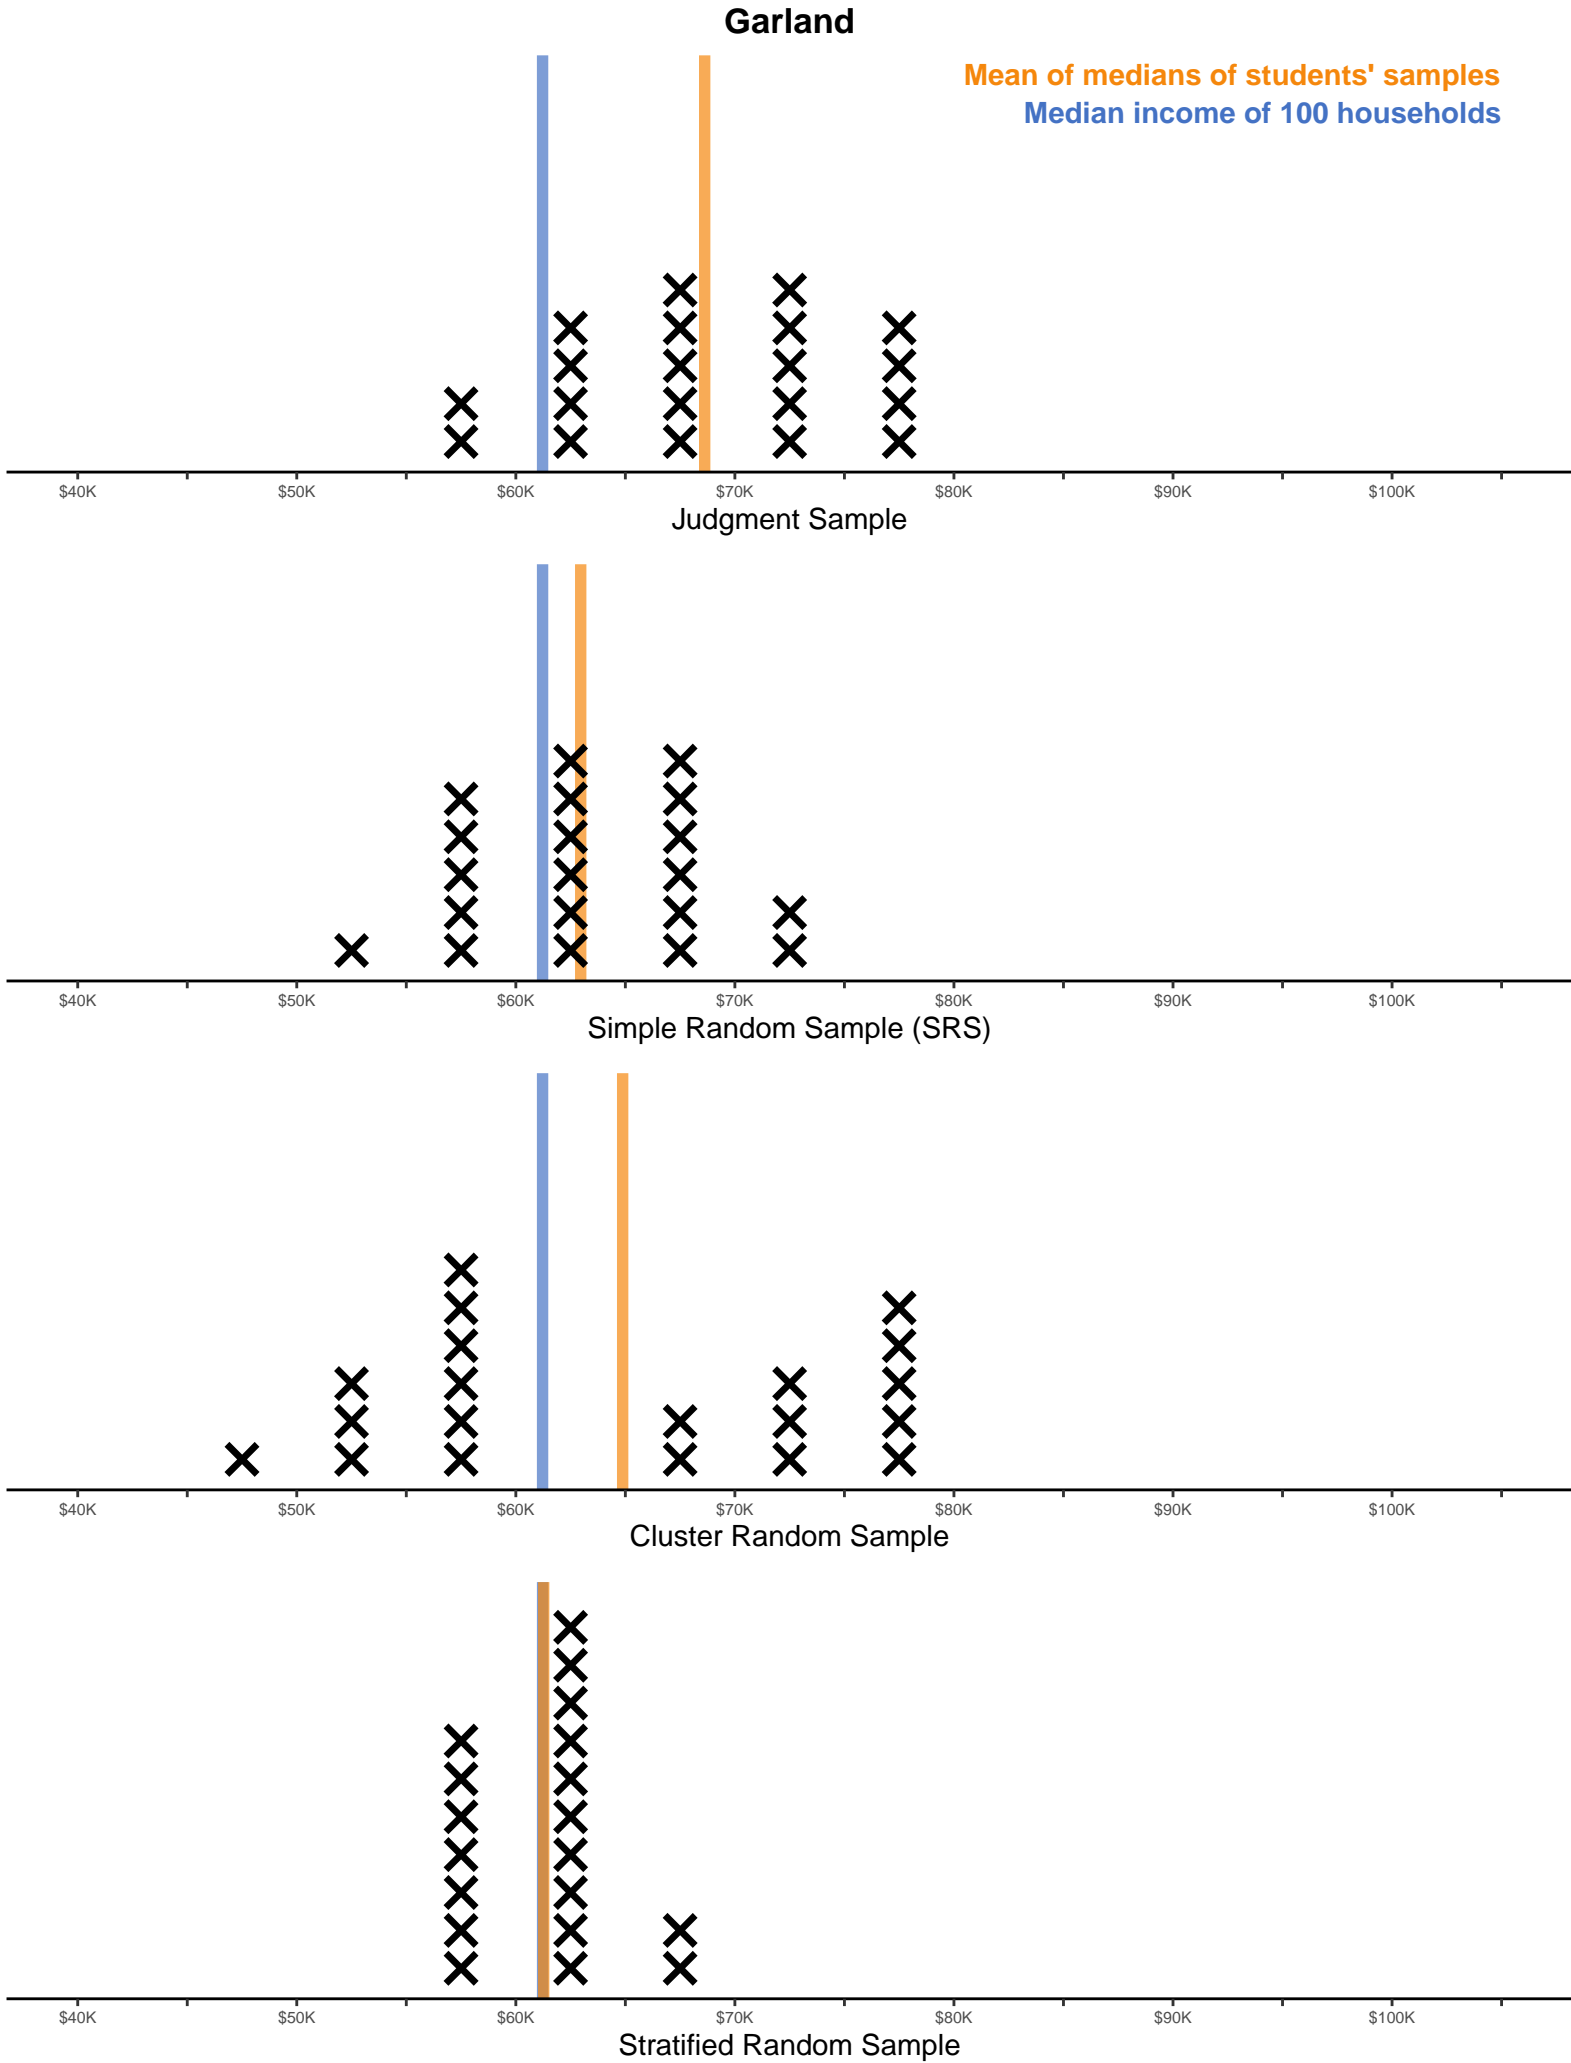 Garland
Mean of medians of students' samples
Median income of 100 households
$40K $50K $60K $70K $80K $90K $100K
Judgment Sample
$40K $50K $60K $70K $80K $90K $100K
Simple Random Sample (SRS)
$40K $50K $60K $70K $80K $90K $100K
Cluster Random Sample
$40K $50K $60K $70K $80K $90K $100K
Stratified Random Sample